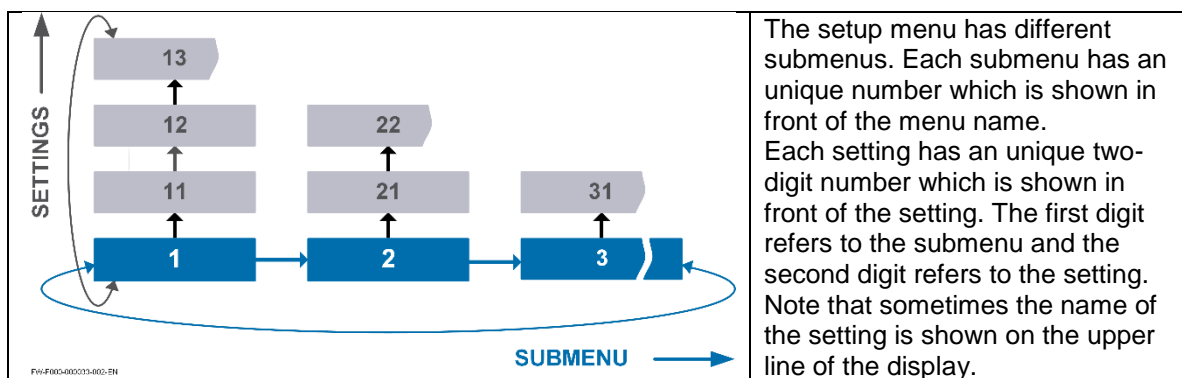 SETTINGS
13
12
22
11
21
31
1
2
3
SUBMENU
FW-F000-000033-002-EN
The setup menu has different
submenus. Each submenu has an
unique number which is shown in
front of the menu name.
Each setting has an unique two-
digit number which is shown in
front of the setting. The first digit
refers to the submenu and the
second digit refers to the setting.
Note that sometimes the name of
the setting is shown on the upper
line of the display.